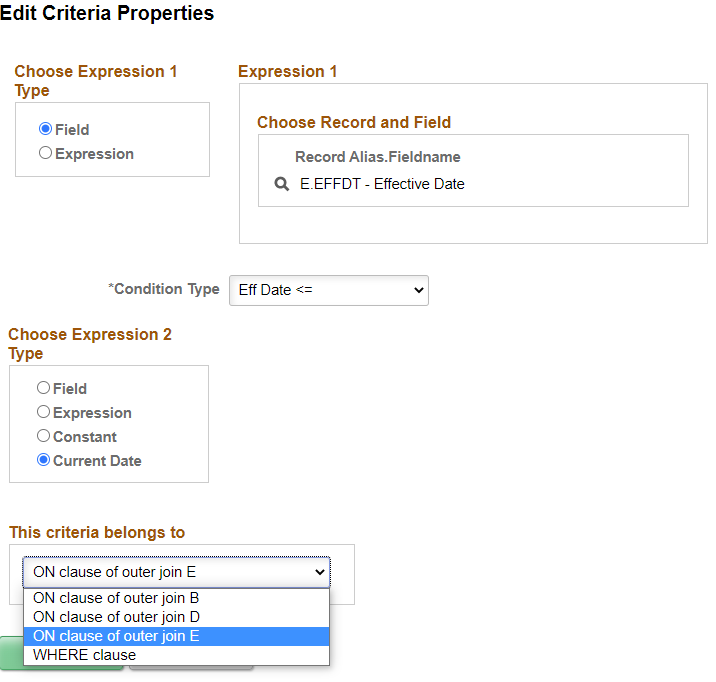 Edit Criteria Properties
Choose Expression 1
Type
Field
Expression
Expression 1
Choose Record and Field
Record Alias.Fieldname
E.EFFDT - Effective Date
*Condition Type
Eff Date <=
Choose Expression 2
Type
Field
Expression
Constant
Current Date
This criteria belongs to
ON clause of outer join E
ON clause of outer join B
ON clause of outer join D
ON clause of outer join E
WHERE clause